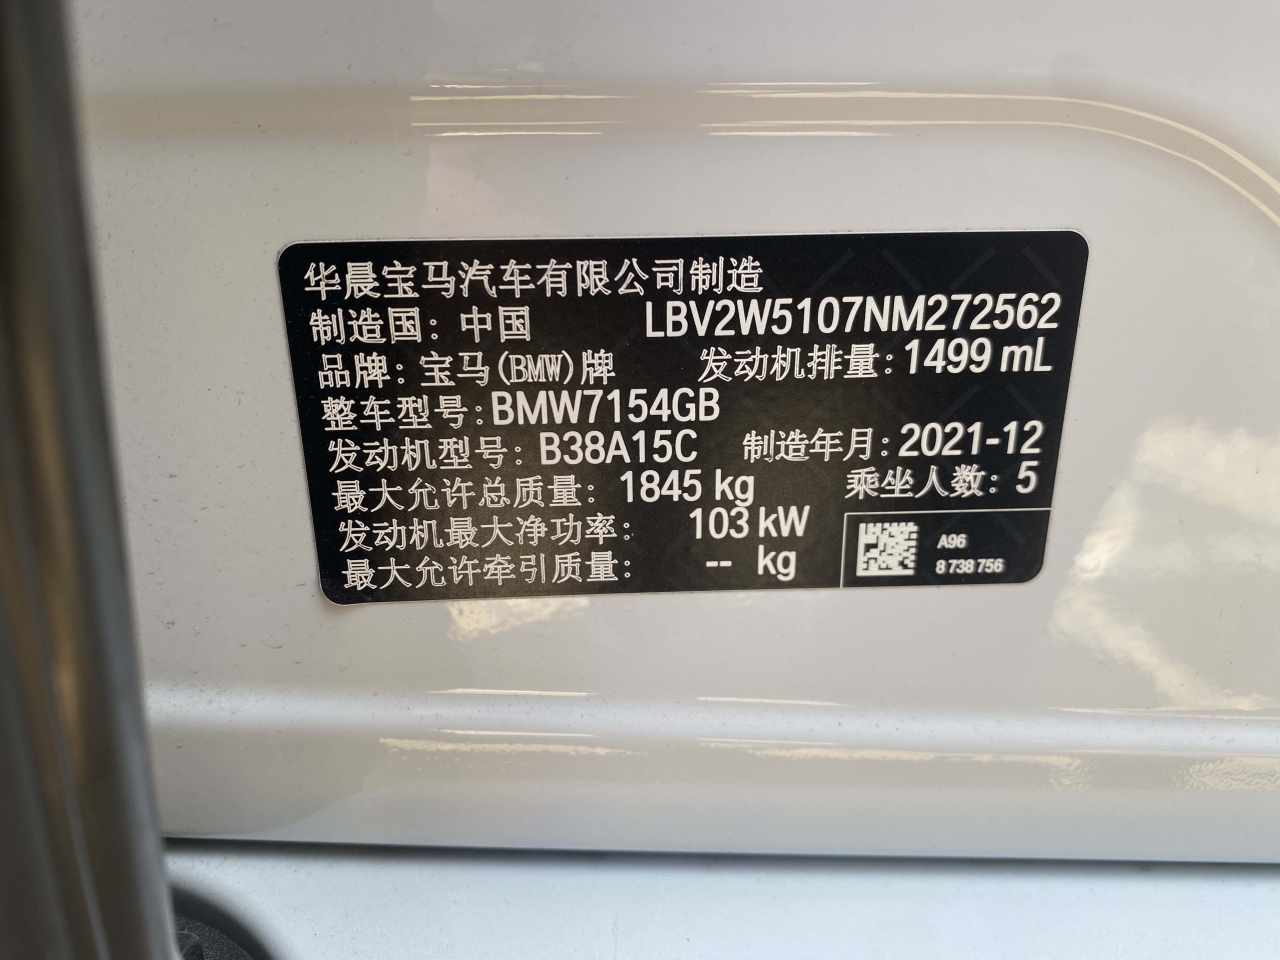 华晨宝马汽车有限公司制造
制造国：中国 LBV2W5107NM272562
品牌：宝马(BMW)牌 发动机排量：1499 mL
整车型号：BMW7154GB
发动机型号：B38A15C 制造年月：2021-12
最大允许总质量：1845 kg 乘坐人数：5
发动机最大净功率：103 kW
最大允许牵引质量：-- kg
A96
8 738 756